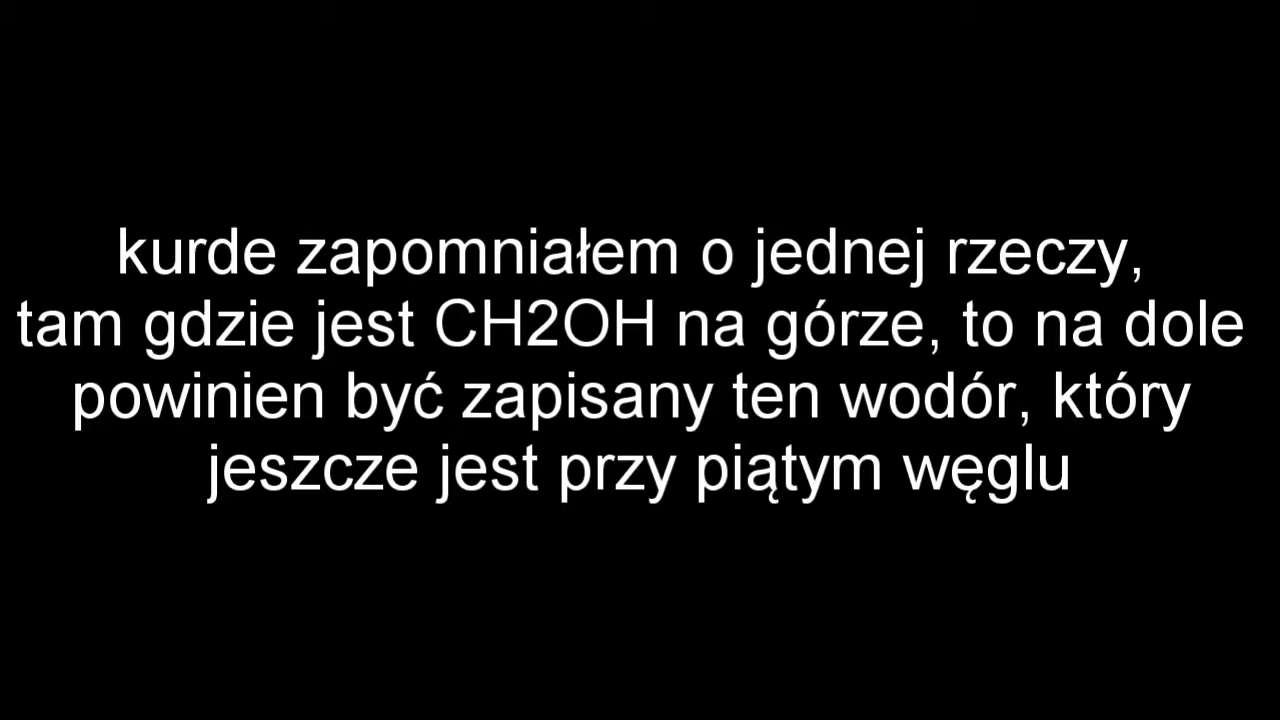 kurde zapomniałem o jednej rzeczy,
tam gdzie jest CH2OH na górze, to na dole
powinien być zapisany ten wodór, który
jeszcze jest przy piątym węglu